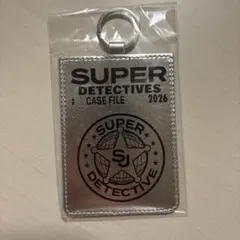 SUPER
DETECTIVES
: CASE FILE 2026
SUPER
SJ
DETECTIVE